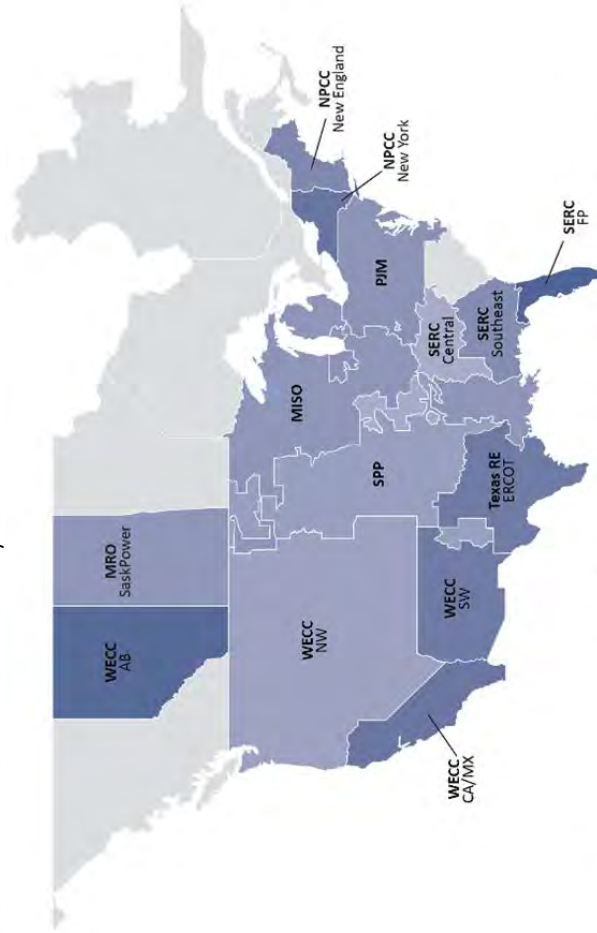 WECC
AB
MRO
SaskPower
NPCC
New England
NPCC
New York
MISO
PJM
WECC
NW
SPP
SERC
Central
SERC
Southeast
SERC
FP
Texas RE
ERCOT
WECC
SW
WECC
CA/MX